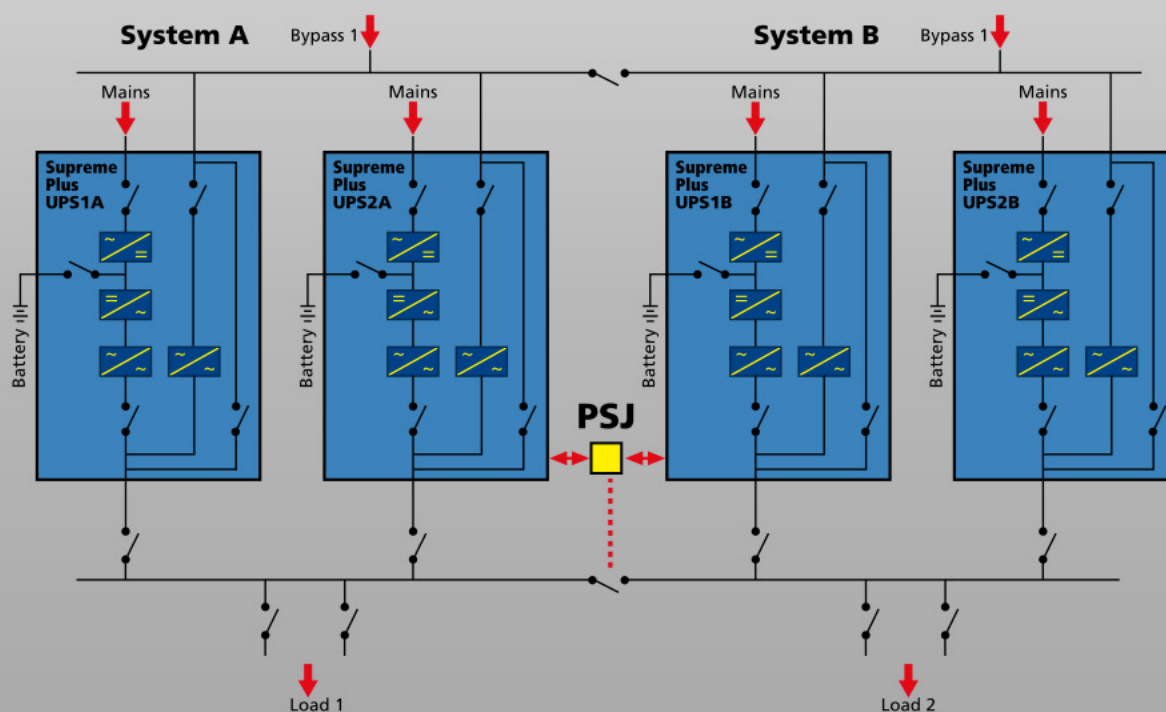 System A
Bypass 1
System B
Bypass 1
Mains
Mains
Mains
Mains
Supreme
Plus
UPS1A
Supreme
Plus
UPS2A
Supreme
Plus
UPS1B
Supreme
Plus
UPS2B
Battery
Battery
Battery
Battery
PSJ
Load 1
Load 2